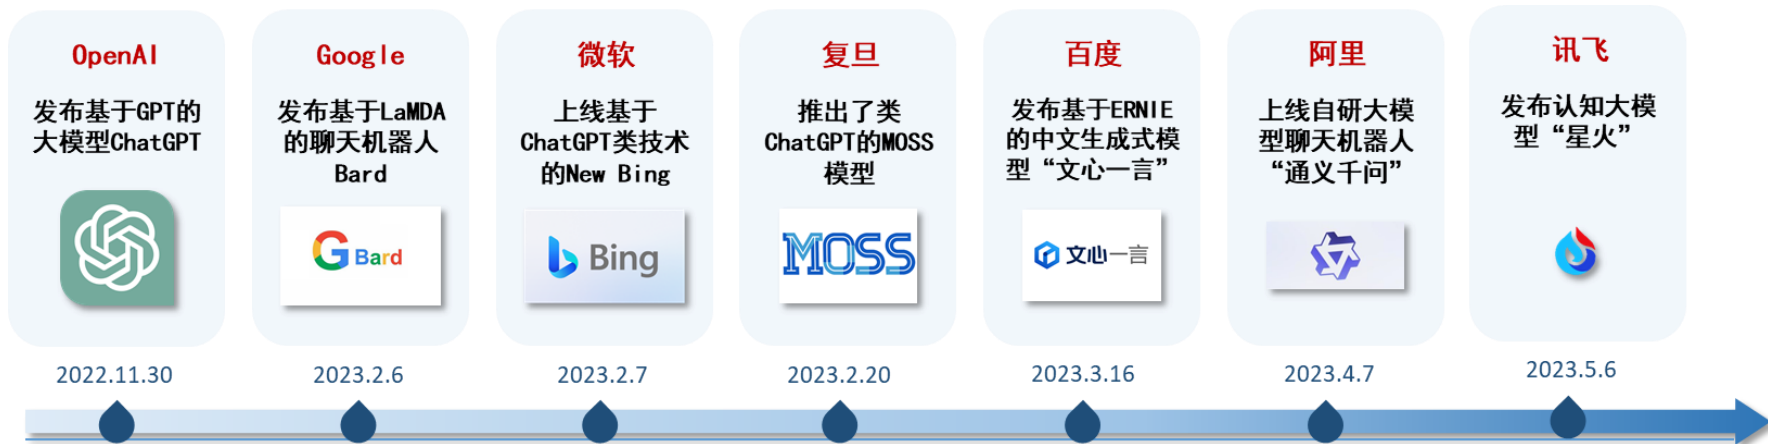 OpenAI
发布基于GPT的
大模型ChatGPT
2022.11.30
Google
发布基于LaMDA
的聊天机器人
Bard
G Bard
2023.2.6
微软
上线基于
ChatGPT类技术
的New Bing
Bing
2023.2.7
复旦
推出了类
ChatGPT的MOSS
模型
MOSS
2023.2.20
百度
发布基于ERNIE
的中文生成式模
型“文心一言”
文心一言
2023.3.16
阿里
上线自研大模
型聊天机器人
“通义千问”
2023.4.7
讯飞
发布认知大模
型“星火”
2023.5.6